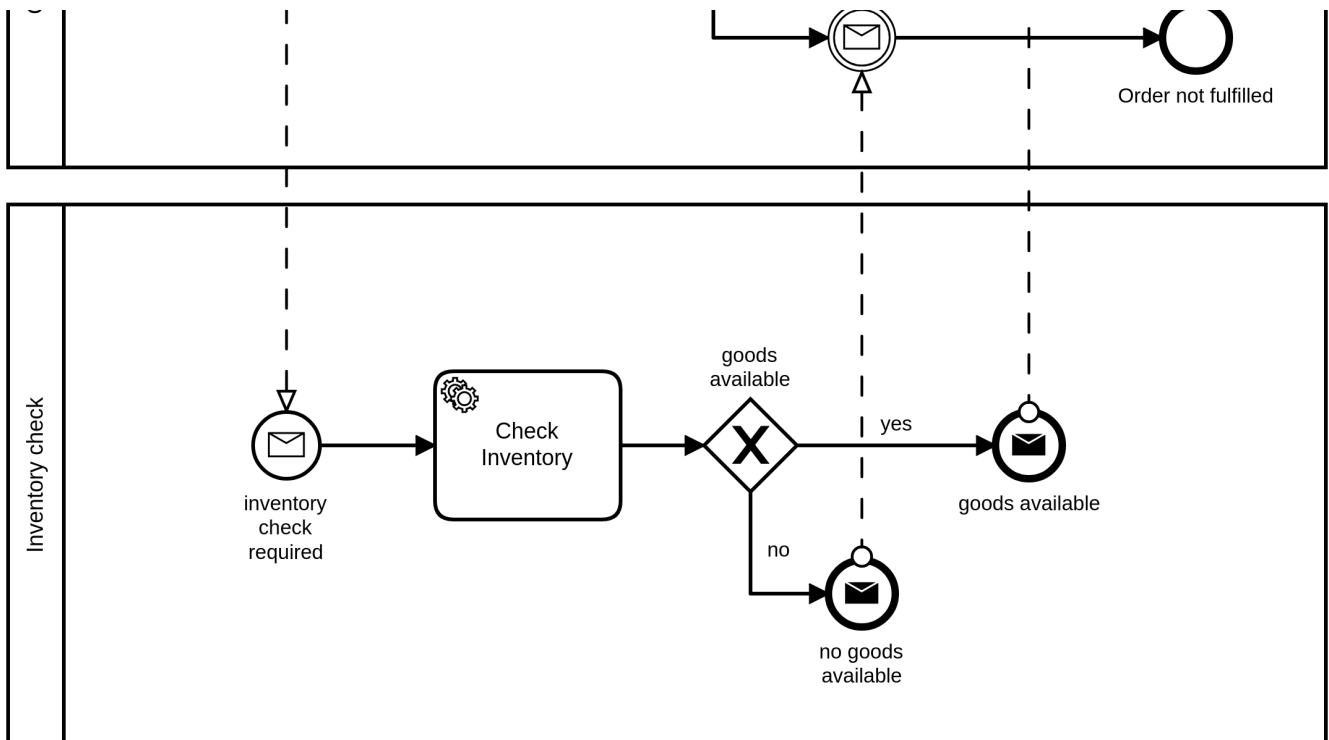 Order not fulfilled
Inventory check
inventory
check
required
Check
Inventory
goods
available
yes
no
goods available
no goods
available